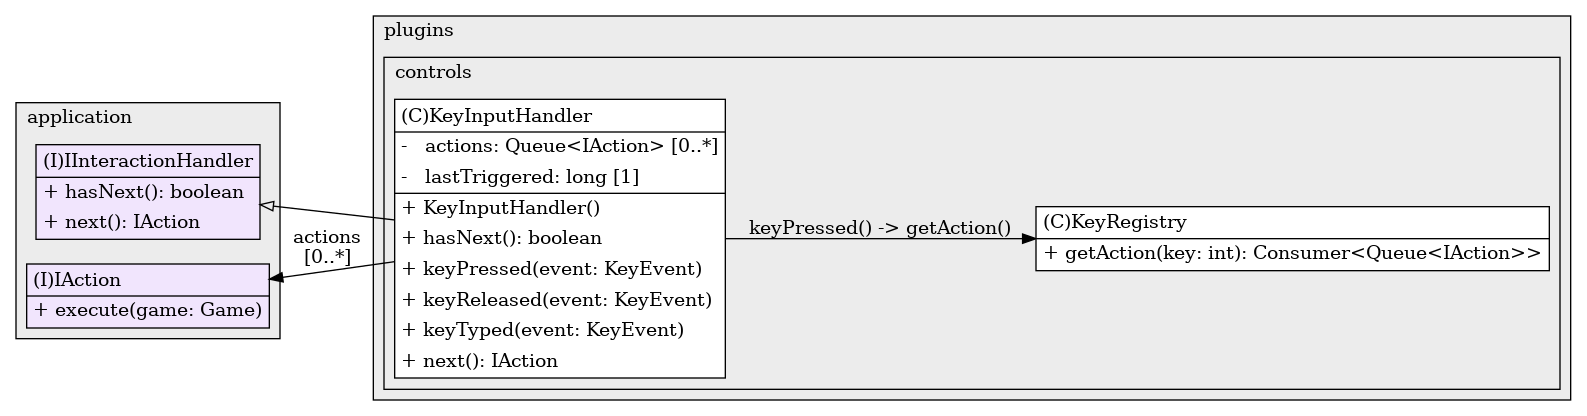 plugins
controls
application
(I)IInteractionHandler
+ hasNext(): boolean
+ next(): IAction
(I)IAction
+ execute(game: Game)
actions
[0..*]
(C)KeyInputHandler
- actions: Queue<IAction> [0..*]
- lastTriggered: long [1]
+ KeyInputHandler()
+ hasNext(): boolean
+ keyPressed(event: KeyEvent)
+ keyReleased(event: KeyEvent)
+ keyTyped(event: KeyEvent)
+ next(): IAction
keyPressed() -> getAction()
(C)KeyRegistry
+ getAction(key: int): Consumer<Queue<IAction>>